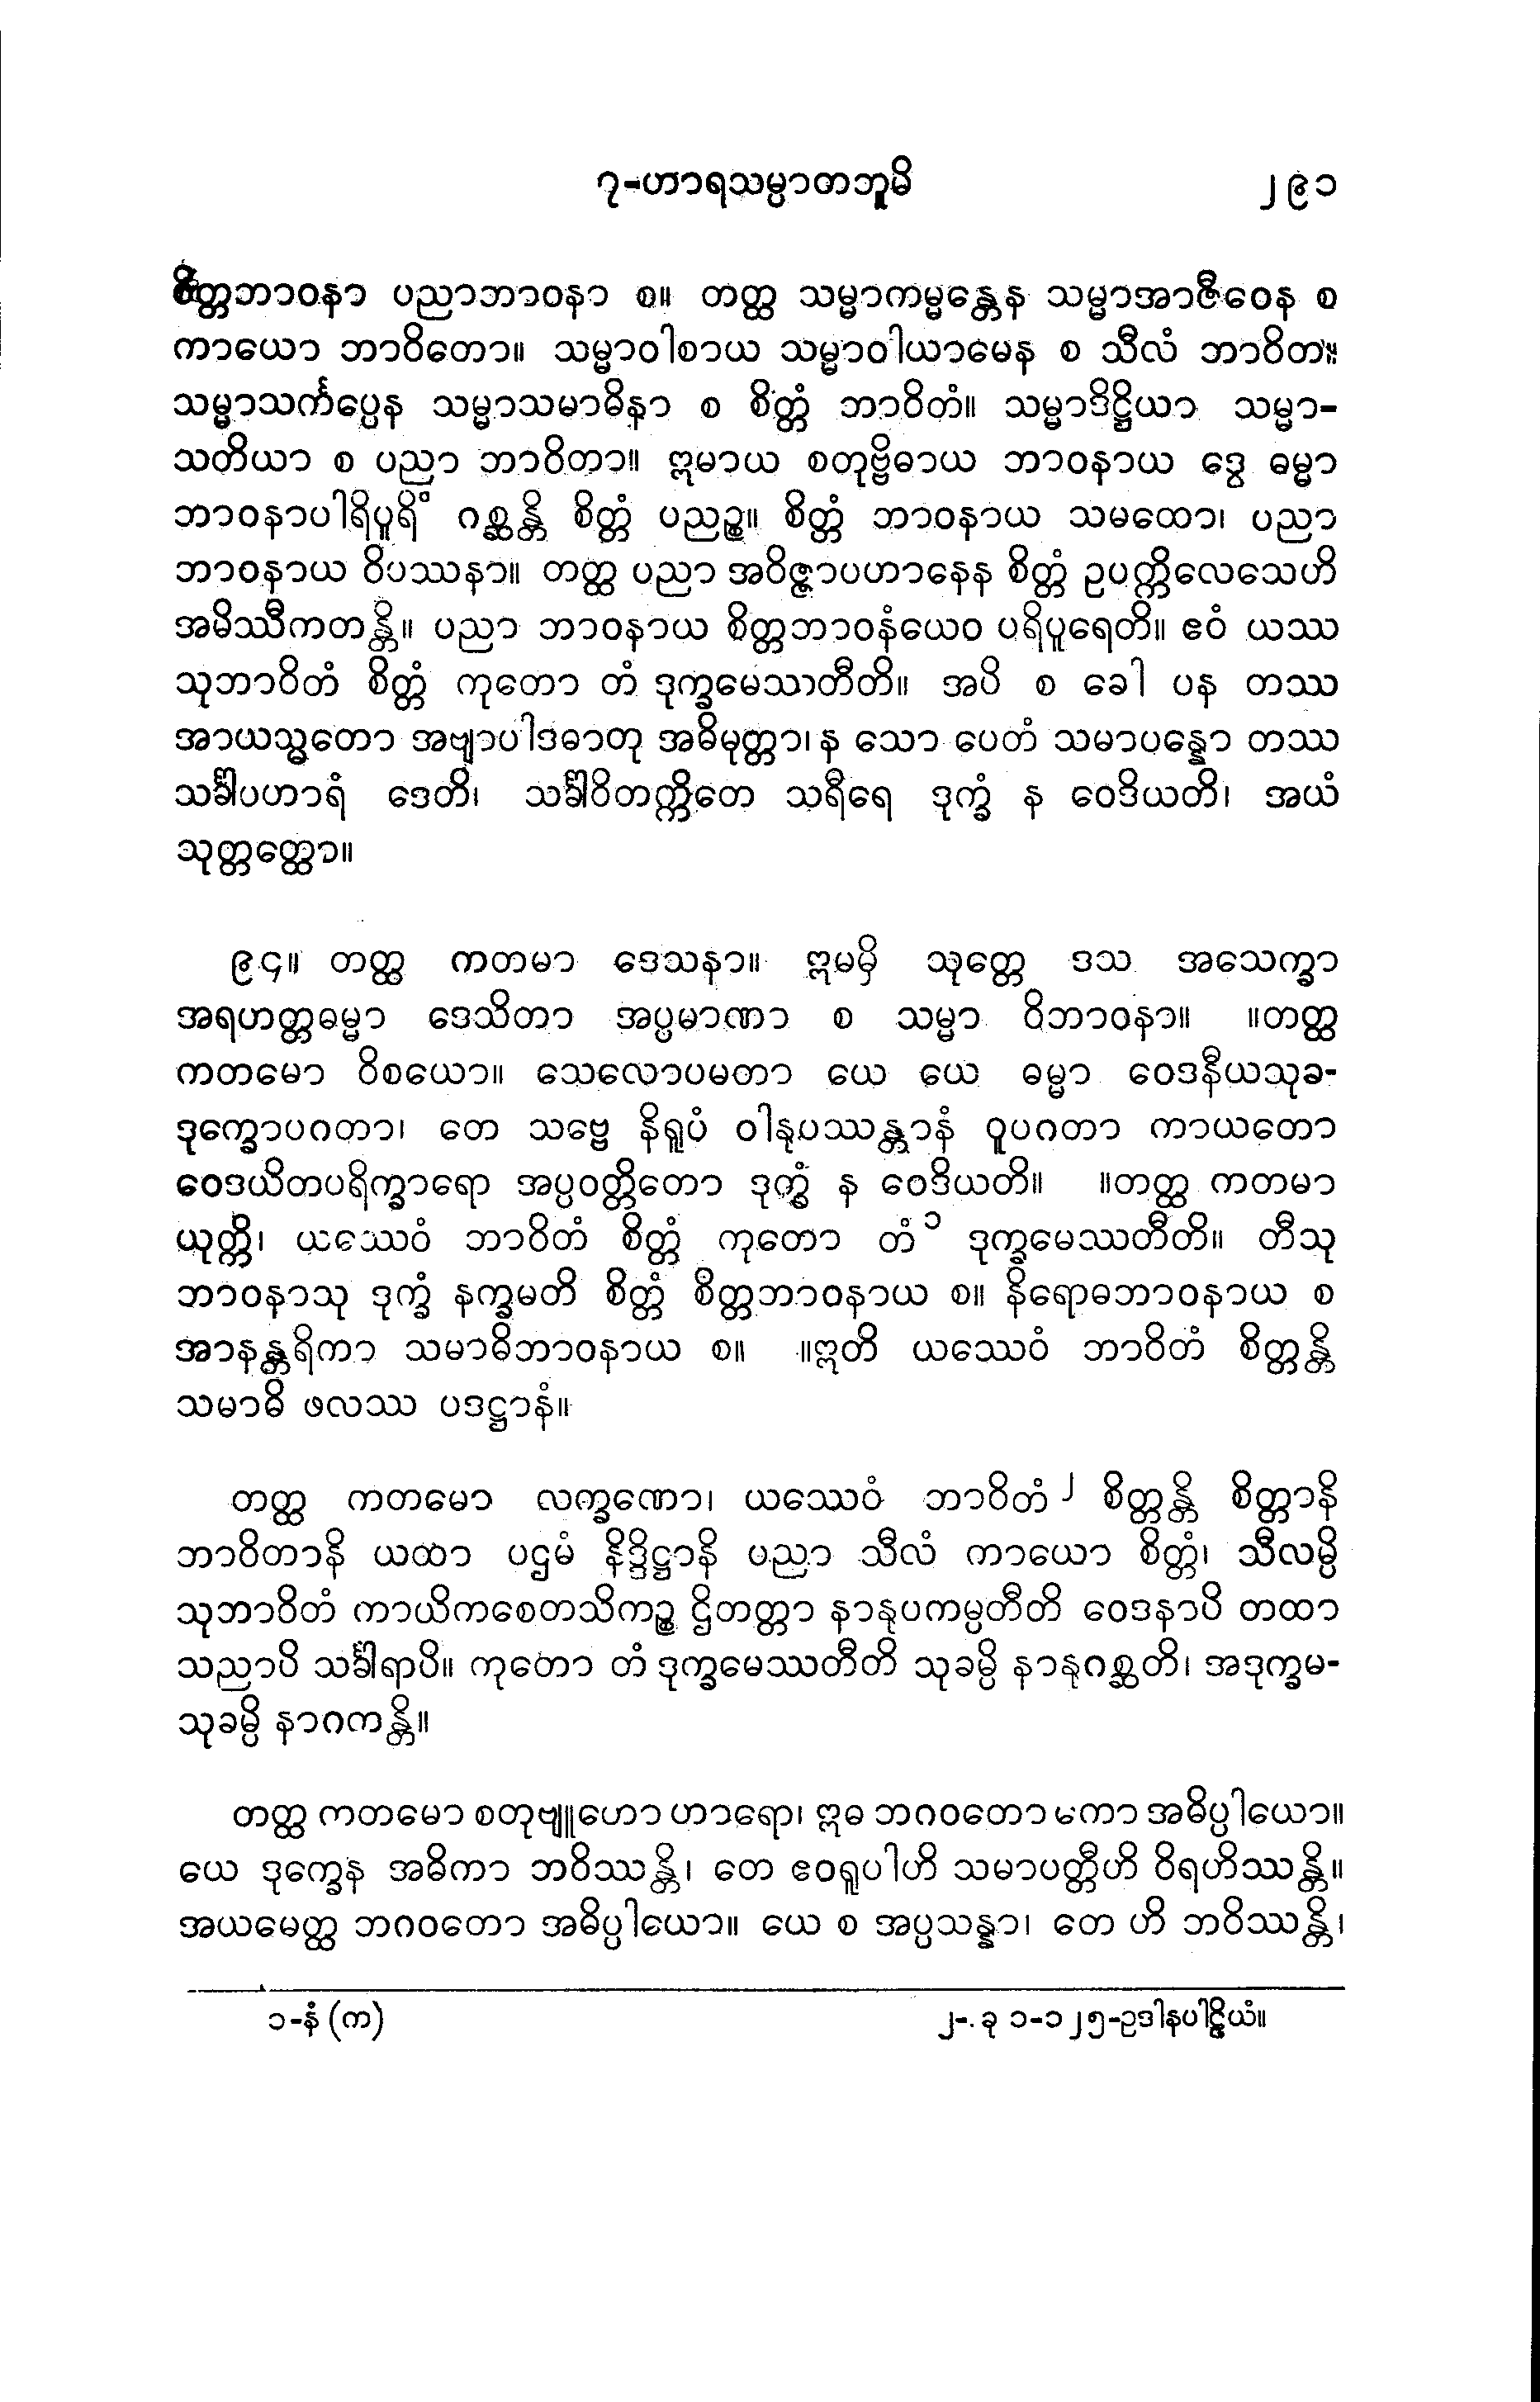 ၇-ဟာရသမ္ပာတဘူမိ ၂၉၁
စိတ္တဘာဝနာ ပညာဘာဝနာ စ။ တတ္ထ သမ္မာကမ္မန္တေန သမ္မာအာဇီဝေန စ
ကာယော ဘာဝိတော။ သမ္မာဝါစာယ သမ္မာဝါယာမေန စ သီလံ ဘာဝိတံ။
သမ္မာသင်္ကပ္ပေန သမ္မာသမာဓိနာ စ စိတ္တံ ဘာဝိတံ။ သမ္မာဒိဋ္ဌိယာ သမ္မာ-
သတိယာ စ ပညာ ဘာဝိတာ။ ဣမာယ စတုဗ္ဗိဓာယ ဘာဝနာယ ဒွေ ဓမ္မာ
ဘာဝနာပါရိပူရိံ ဂစ္ဆန္တိ စိတ္တံ ပညဉ္စ။ စိတ္တံ ဘာဝနာယ သမထော၊ ပညာ
ဘာဝနာယ ဝိပဿနာ။ တတ္ထ ပညာ အဝိဇ္ဇာပဟာနေန စိတ္တံ ဥပက္ကိလေသေဟိ
အမိဿီကတန္တိ။ ပညာ ဘာဝနာယ စိတ္တဘာဝနံယေဝ ပရိပူရေတိ။ ဧဝံ ယဿ
သုဘာဝိတံ စိတ္တံ ကုတော တံ ဒုက္ခမေဿတီတိ။ အပိ စ ခေါ ပန တဿ
အာယသ္မတော အဗျာပါဒဓာတု အဓိမုတ္တာ၊ န သော ပေတံ သမာပန္နော တဿ
သင်္ခါပဟာရံ ဒေတိ၊ သင်္ခါဝိတက္ကိတေ သရီရေ ဒုက္ခံ န ဝေဒိယတိ၊ အယံ
သုတ္တတ္ထော။
၉၄။ တတ္ထ ကတမာ ဒေသနာ။ ဣမမှိ သုတ္တေ ဒသ အသေက္ခာ
အရဟတ္တဓမ္မာ ဒေသိတာ အပ္ပမာဏာ စ သမ္မာ ဝိဘာဝနာ။ ။တတ္ထ
ကတမော ဝိစယော။ သေလောပမတာ ယေ ယေ ဓမ္မာ ဝေဒနီယသုခ-
ဒုက္ခောပဂတာ၊ တေ သဗ္ဗေ နိရူပံ ဝါနုပဿန္တာနံ ဝူပဂတာ ကာယတော
ဝေဒယိတပရိက္ခာရော အပ္ပဝတ္တိတော ဒုက္ခံ န ဝေဒိယတိ။ ။တတ္ထ ကတမာ
ယုတ္တိ၊ ယဿေဝံ ဘာဝိတံ စိတ္တံ ကုတော တံ ၁ ဒုက္ခမေဿတီတိ။ တီသု
ဘာဝနာသု ဒုက္ခံ နက္ခမတိ စိတ္တံ စိတ္တဘာဝနာယ စ။ နိရောဓဘာဝနာယ စ
အာနန္တရိကာ သမာဓိဘာဝနာယ စ။ ။ဣတိ ယဿေဝံ ဘာဝိတံ စိတ္တန္တိ
သမာဓိ ဖလဿ ပဒဋ္ဌာနံ။
တတ္ထ ကတမော လက္ခဏော၊ ယဿေဝံ ဘာဝိတံ ၂ စိတ္တန္တိ စိတ္တာနိ
ဘာဝိတာနိ ယထာ ပဌမံ နိဒ္ဒိဋ္ဌာနိ ပညာ သီလံ ကာယော စိတ္တံ၊ သီလမ္ပိ
သုဘာဝိတံ ကာယိကစေတသိကဉ္စ ဌိတတ္တာ နာနုပကမ္ပတီတိ ဝေဒနာပိ တထာ
သညာပိ သင်္ခါရာပိ။ ကုတော တံ ဒုက္ခမေဿတီတိ သုခမ္ပိ နာနုဂစ္ဆတိ၊ အဒုက္ခမ-
သုခမ္ပိ နာဂကန္တိ။
တတ္ထ ကတမော စတုဗျူဟော ဟာရော၊ ဣဓ ဘဂဝတော ကော အဓိပ္ပါယော။
ယေ ဒုက္ခေန အဓိကာ ဘဝိဿန္တိ၊ တေ ဧဝရူပါဟိ သမာပတ္တီဟိ ဝိရဟိဿန္တိ။
အယမေတ္ထ ဘဂဝတော အဓိပ္ပါယော။ ယေ စ အပ္ပသန္နာ၊ တေ ဟိ ဘဝိဿန္တိ၊
၁-နံ (က) ၂-. ခု ၁-၁၂၅-ဥဒါနပါဠိယံ။